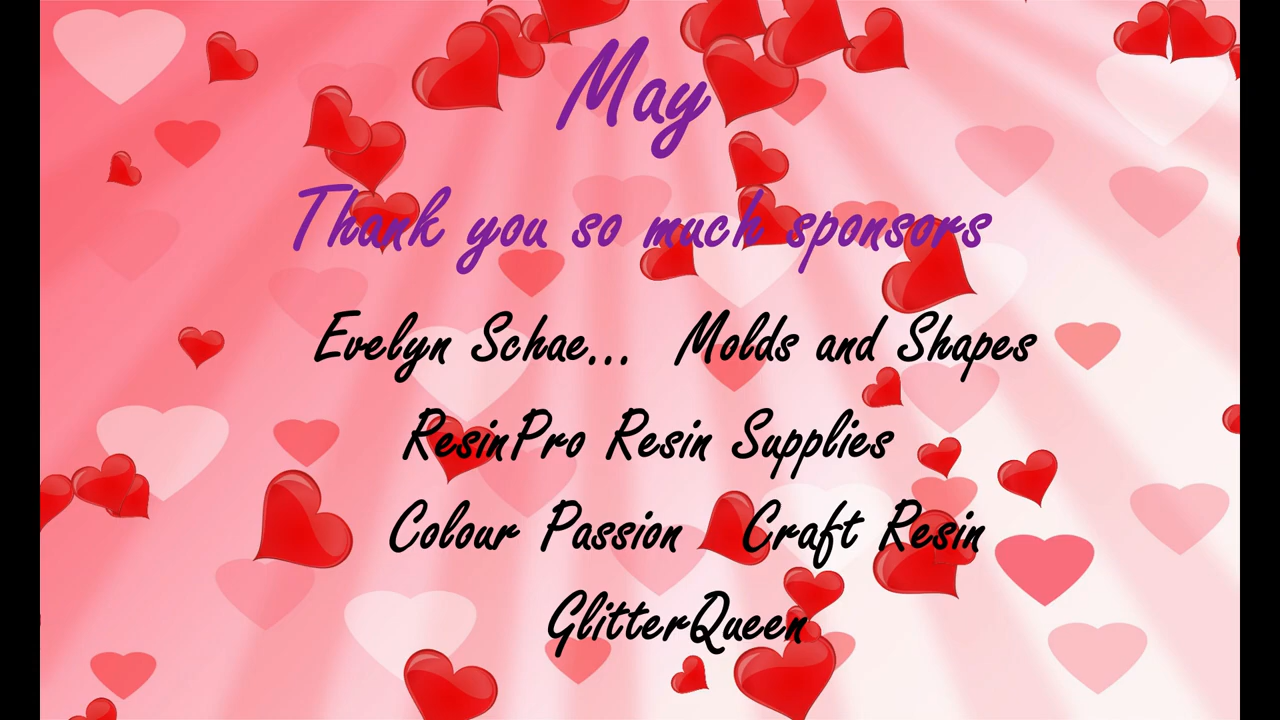 May
Thank you so much sponsors
Evelyn Schae... Molds and Shapes
ResinPro Resin Supplies
Colour Passion Craft Resin
GlitterQueen